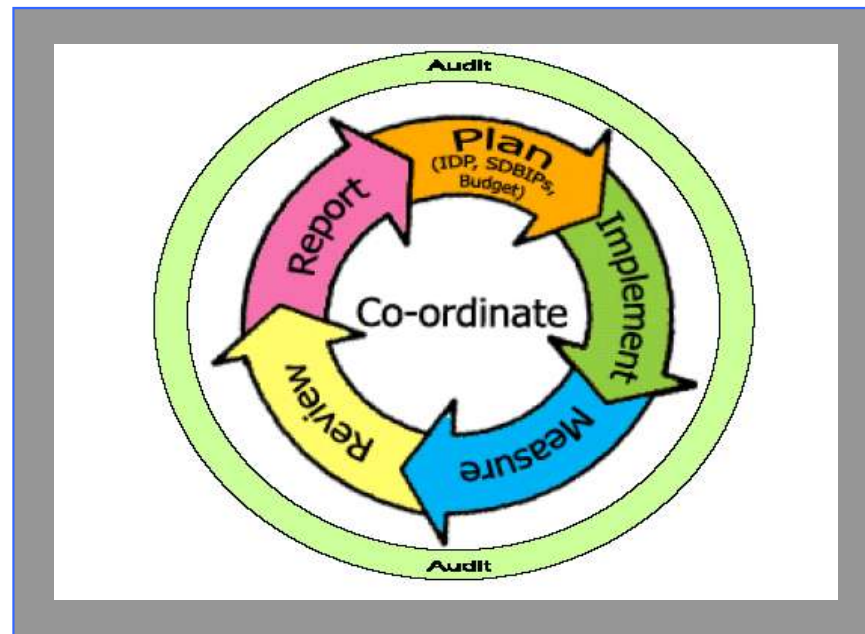 Audit
Plan
(IDP, SDBIPs,
Budget)
Implement
Measure
Review
Report
Co-ordinate
Audit